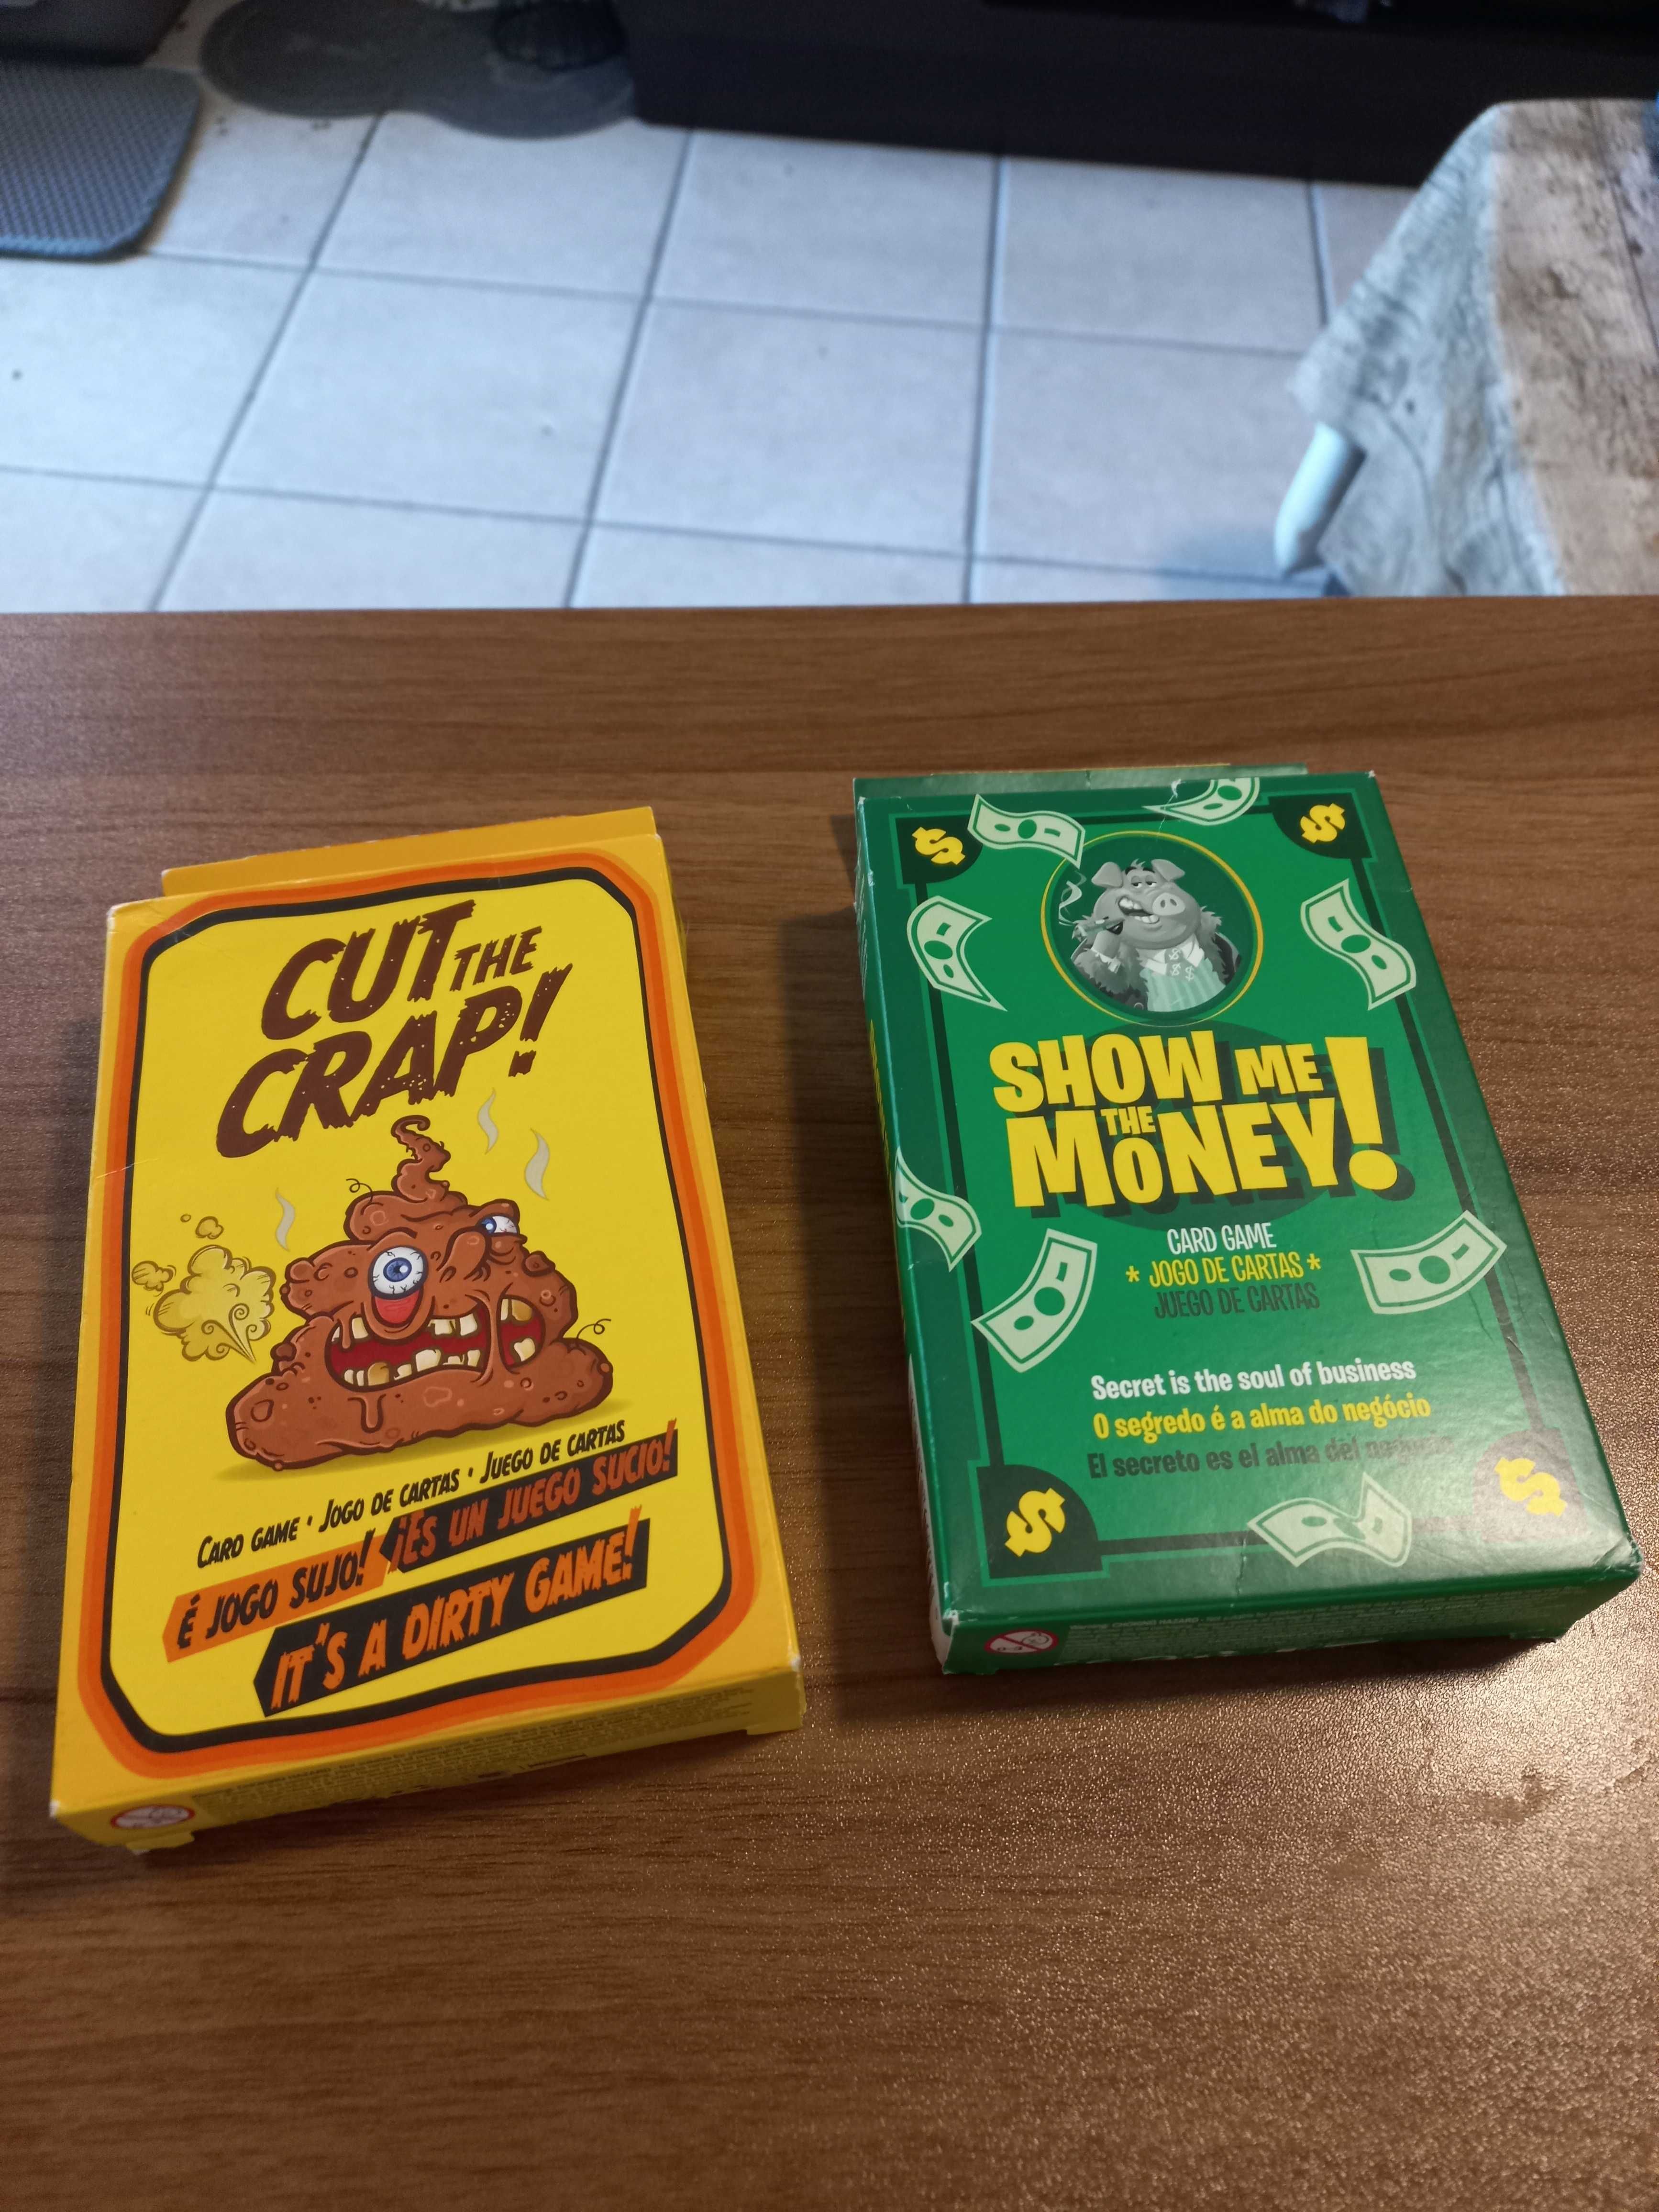 CUT THE
CRAP!
CARD GAME · JOGO DE CARTAS · JUEGO DE CARTAS
É JOGO SUJO! ¡ES UN JUEGO SUCIO!
IT'S A DIRTY GAME!
$ $
SHOW ME
THE
MONEY!
CARD GAME
* JOGO DE CARTAS *
JUEGO DE CARTAS
Secret is the soul of business
O segredo é a alma do negócio
El secreto es el alma del negocio
$ $